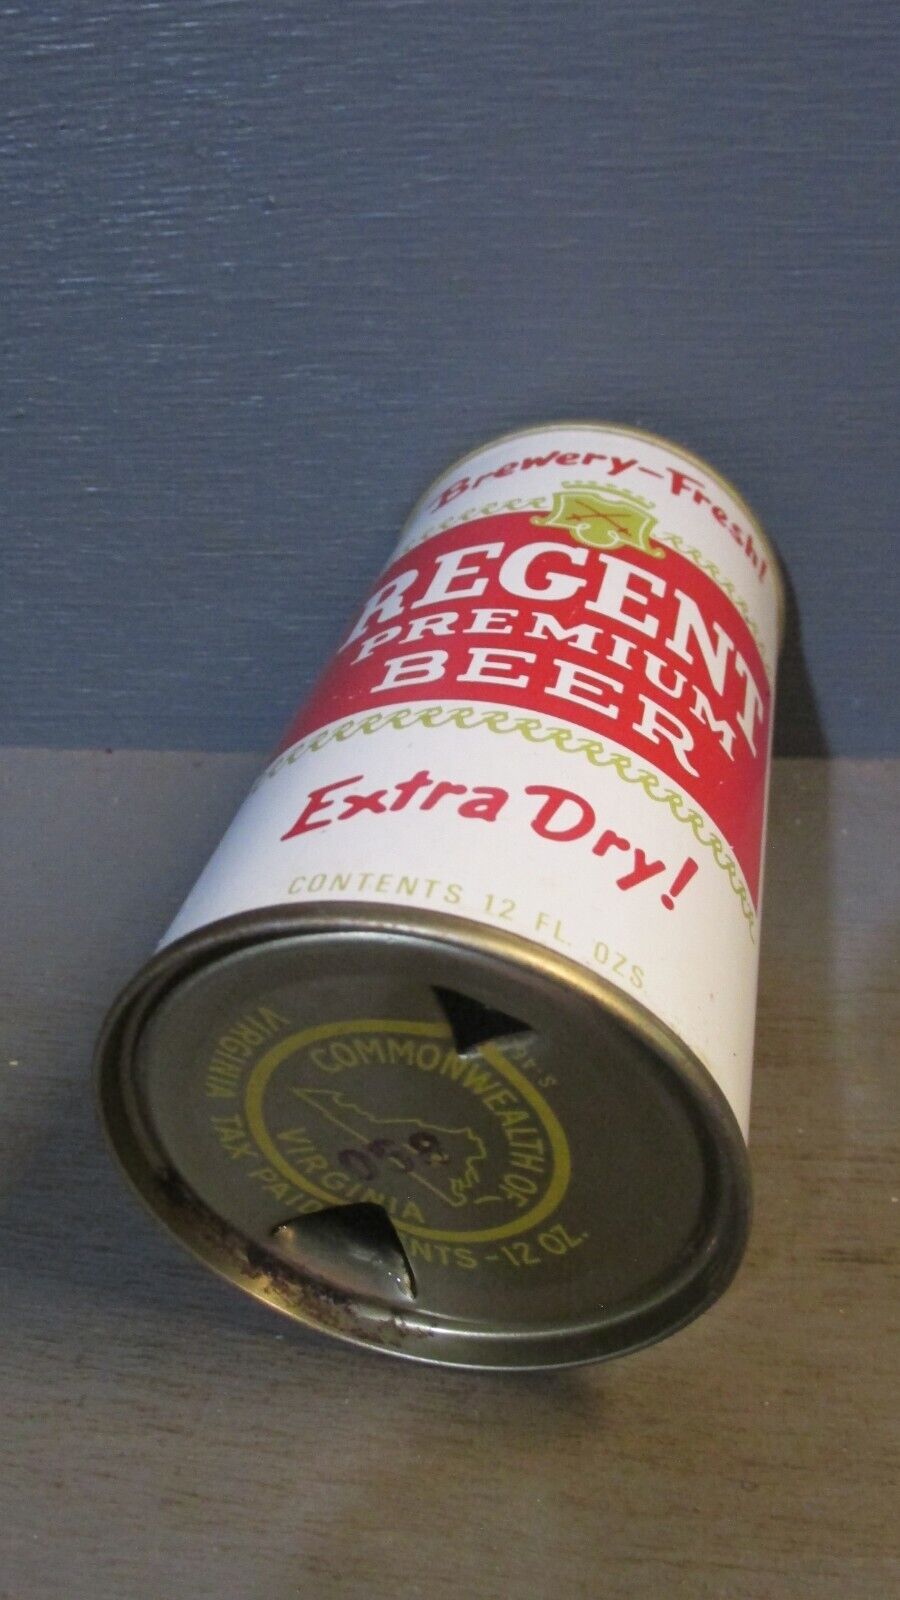 Brewery-Fresh!
REGENT
PREMIUM
BEER
Extra Dry!
CONTENTS 12 FL. OZS.
COMMONWEALTH OF
VIRGINIA
058
VIRGINIA TAX PAID
NTS-12 OZ.